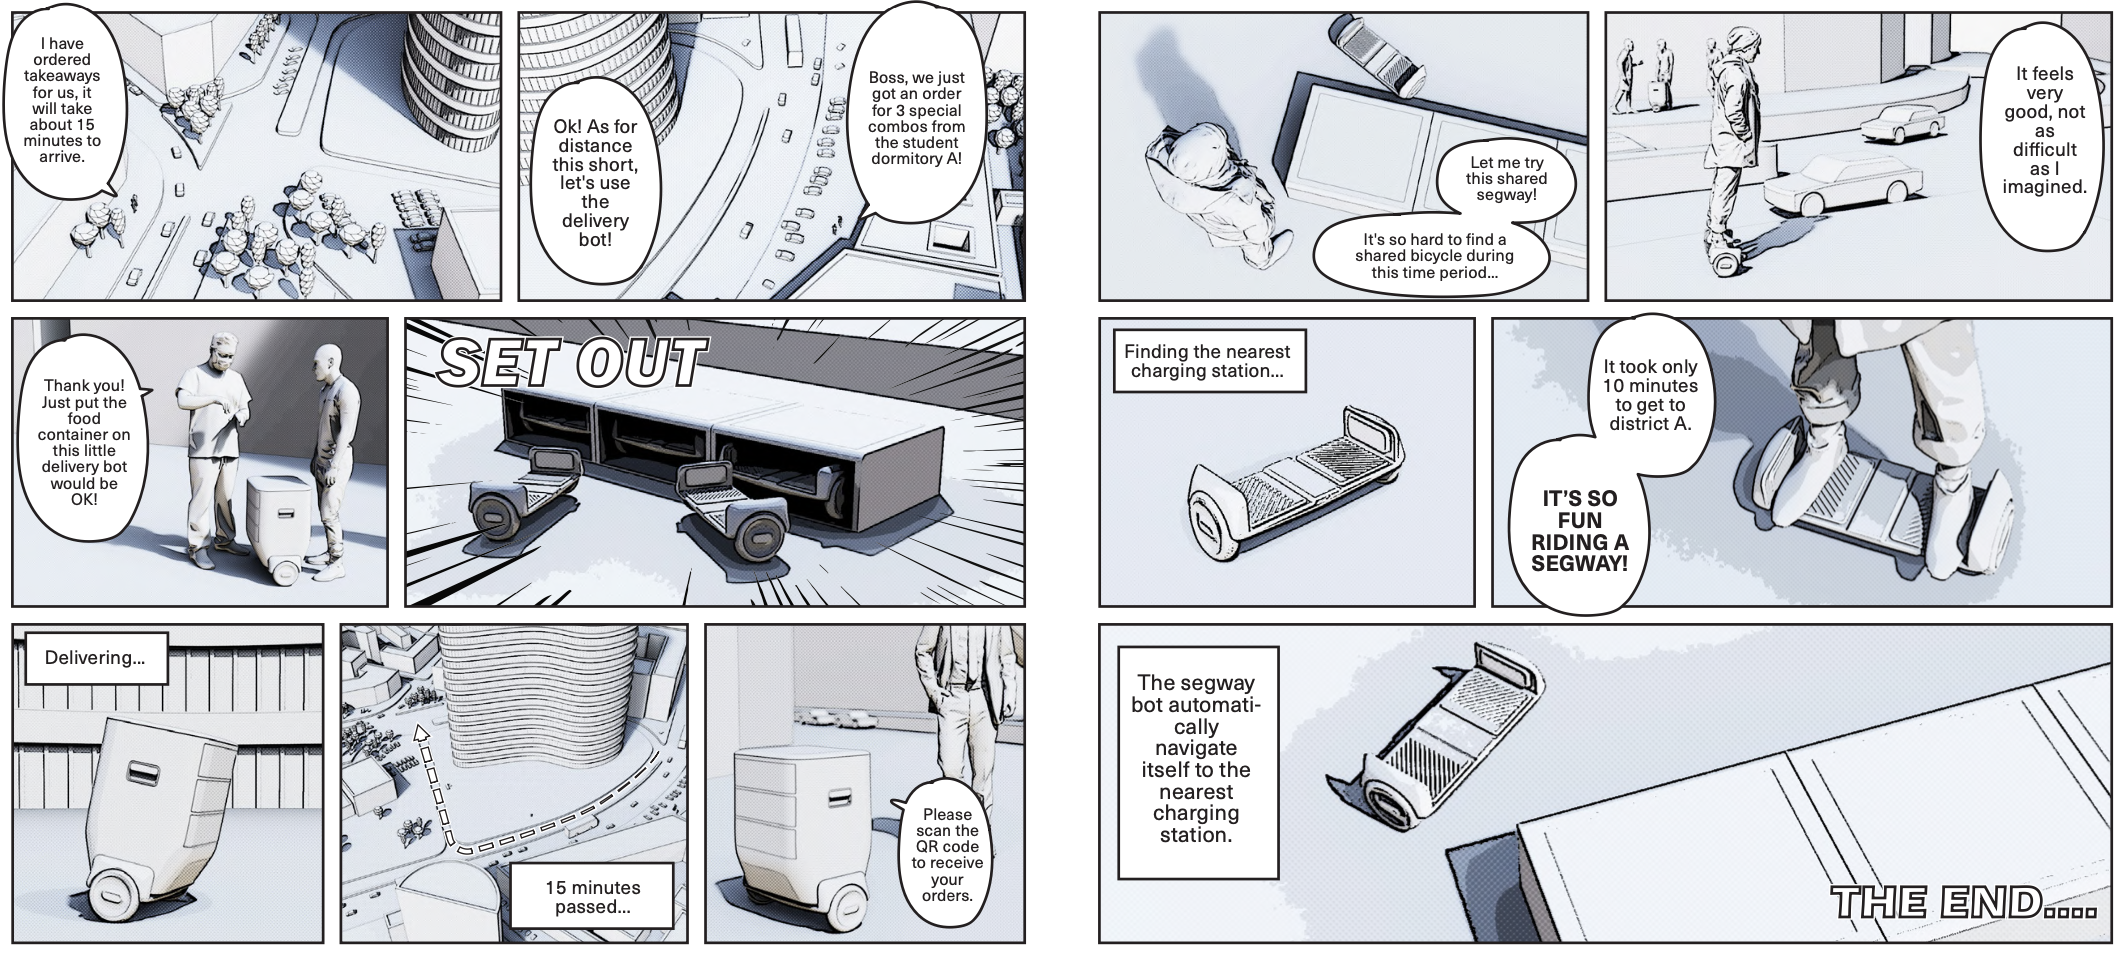 I have
ordered
takeaways
for us, it
will take
about 15
minutes to
arrive.
Boss, we just
got an order
for 3 special
combos from
the student
dormitory A!
Ok! As for
distance
this short,
let's use
the
delivery
bot!
Thank you!
Just put the
food
container on
this little
delivery bot
would be
OK!
SET OUT
Delivering...
15 minutes
passed...
Please
scan the
QR code
to receive
your
orders.
Let me try
this shared
segway!
It's so hard to find a
shared bicycle during
this time period...
It feels
very
good, not
as
difficult
as I
imagined.
Finding the nearest
charging station...
It took only
10 minutes
to get to
district A.
IT'S SO
FUN
RIDING A
SEGWAY!
The segway
bot automati-
cally
navigate
itself to the
nearest
charging
station.
THE END....